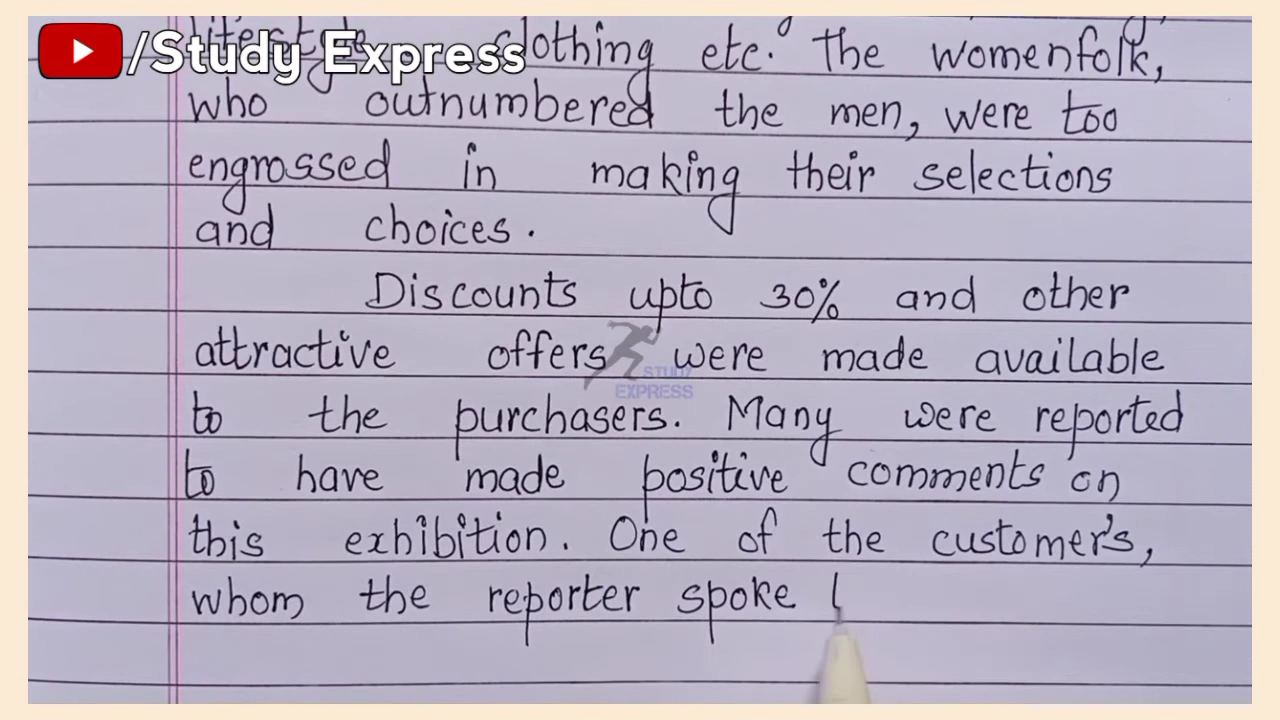 /Study Express
clothing etc. The womenfolk,
who outnumbered the men, were too
engrossed in making their selections
and choices.
Discounts upto 30% and other
attractive offers were made available
to the purchasers. Many were reported
to have made positive comments on
this exhibition. One of the customer's,
whom the reporter spoke
STUDY
EXPRESS